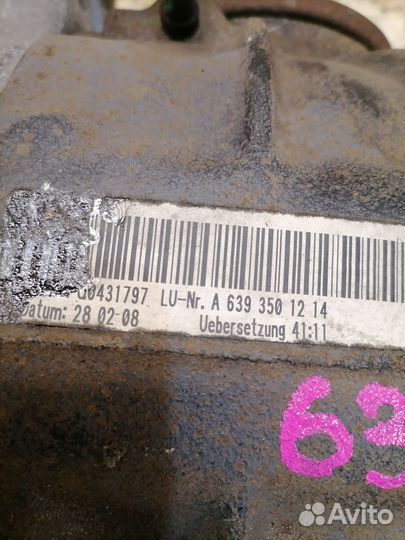 G0431797 LU-Nr. A 639 350 12 14
Datum: 28 02-08 Uebersetzung 41:11
63
Avito